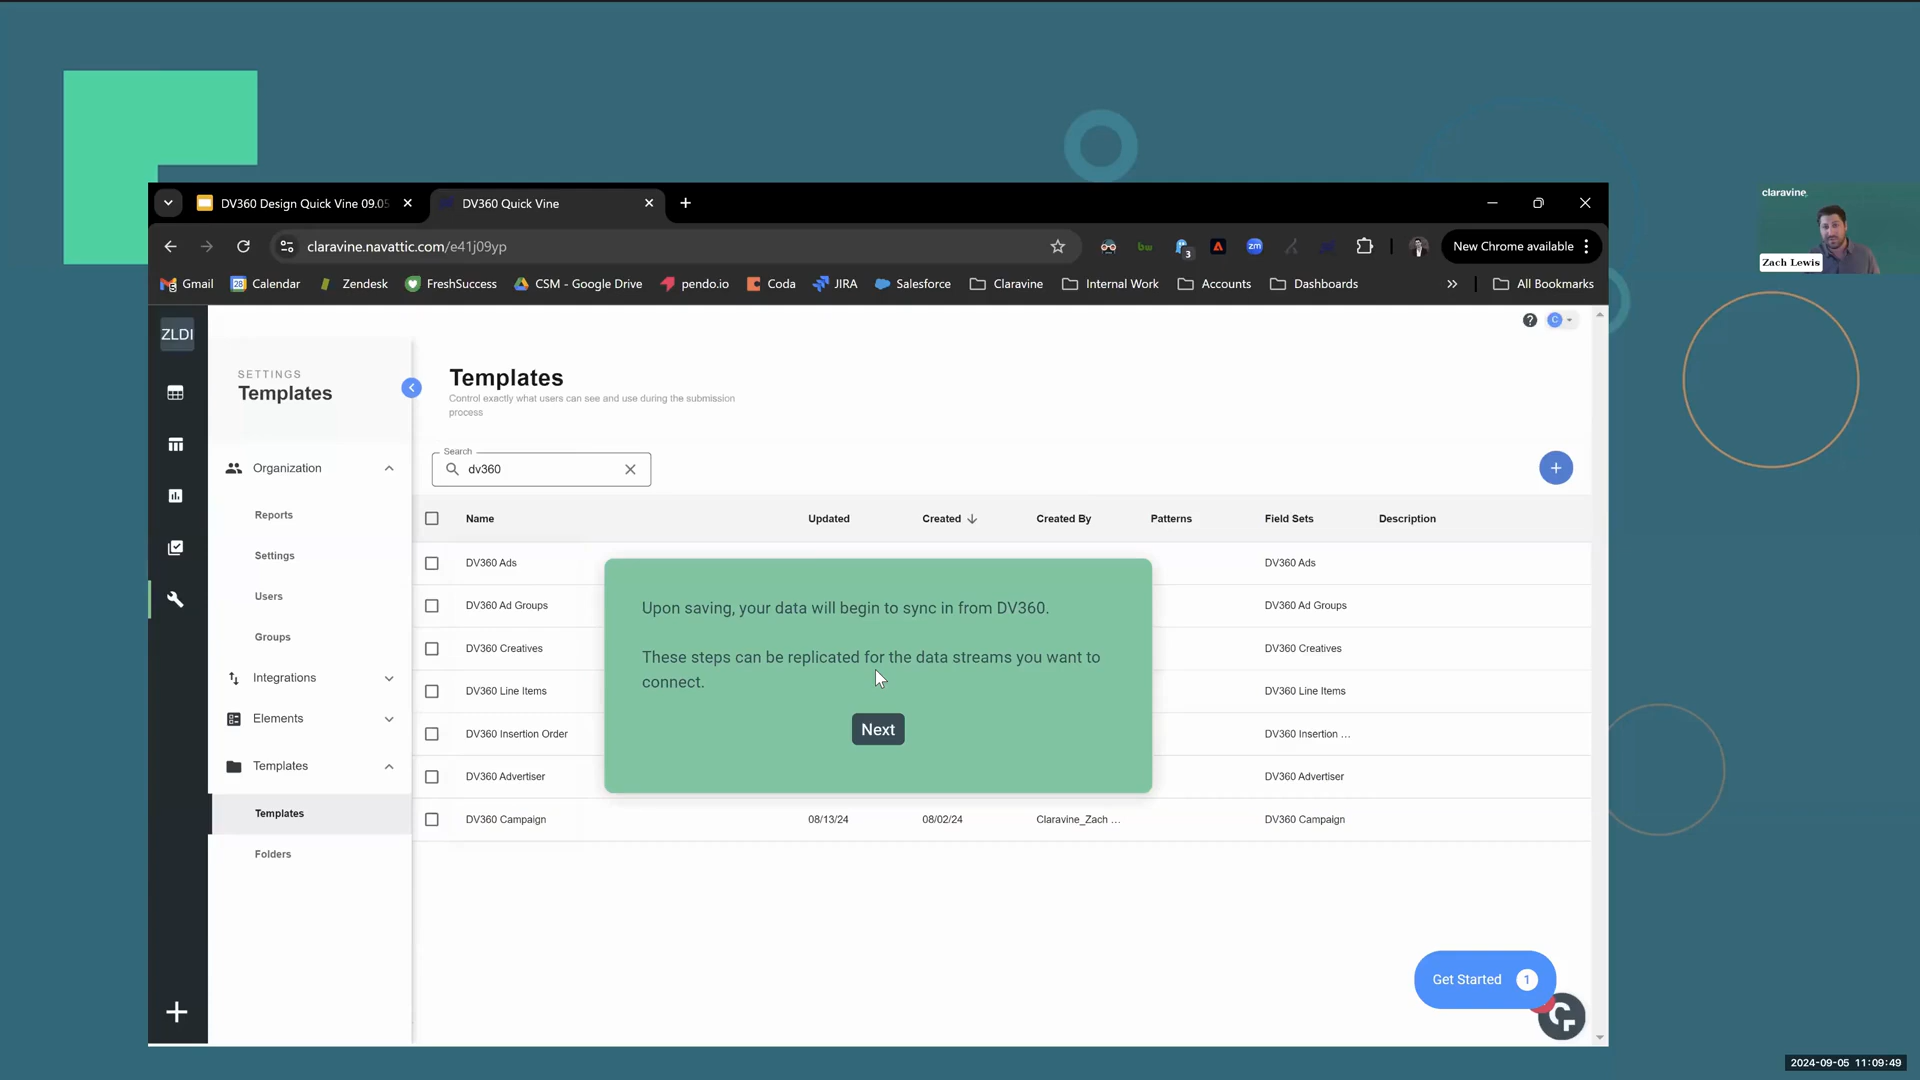 DV360 Design Quick Vine 09.05
DV360 Quick Vine
claravine.navattic.com/e41j09yp
3
zm
New Chrome available
Gmail
28
Calendar
Zendesk
FreshSuccess
CSM - Google Drive
pendo.io
Coda
JIRA
Salesforce
Claravine
Internal Work
Accounts
Dashboards
All Bookmarks
claravine
Zach Lewis
ZLDI
C
SETTINGS
Templates
Organization
Reports
Settings
Users
Groups
Integrations
Elements
Templates
Templates
Folders
Templates
Control exactly what users can see and use during the submission
process
Search
dv360
Name Updated Created Created By Patterns Field Sets Description
DV360 Ads DV360 Ads
DV360 Ad Groups DV360 Ad Groups
DV360 Creatives DV360 Creatives
DV360 Line Items DV360 Line Items
DV360 Insertion Order DV360 Insertion ...
DV360 Advertiser DV360 Advertiser
DV360 Campaign 08/13/24 08/02/24 Claravine_Zach ... DV360 Campaign
Upon saving, your data will begin to sync in from DV360.
These steps can be replicated for the data streams you want to
connect.
Next
Get Started 1
2024-09-05 11:09:49